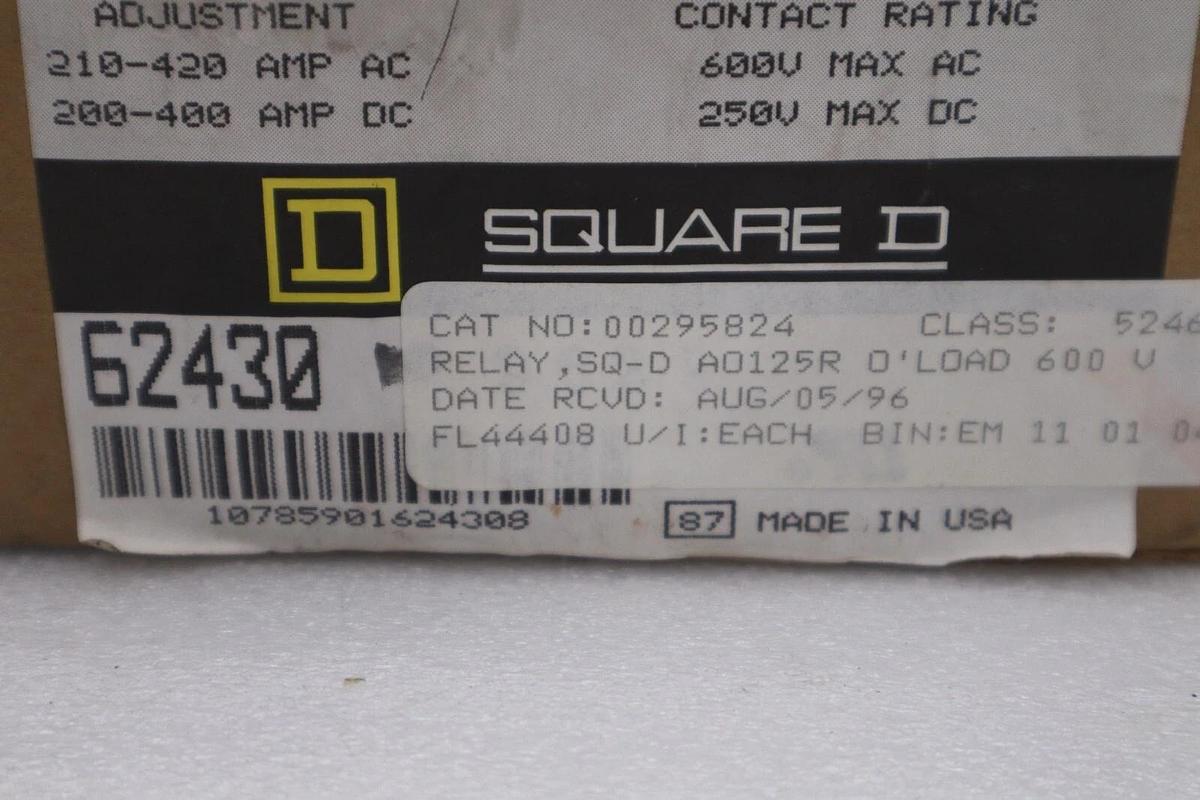 ADJUSTMENT CONTACT RATING
210-420 AMP AC 600V MAX AC
200-400 AMP DC 250V MAX DC
D SQUARE D
62430
CAT NO:00295824 CLASS:
RELAY,SQ-D AO125R O'LOAD 600 V
DATE RCVD: AUG/05/96
FL44408 U/I:EACH BIN:EM 11 01
10785901624308
87 MADE IN USA